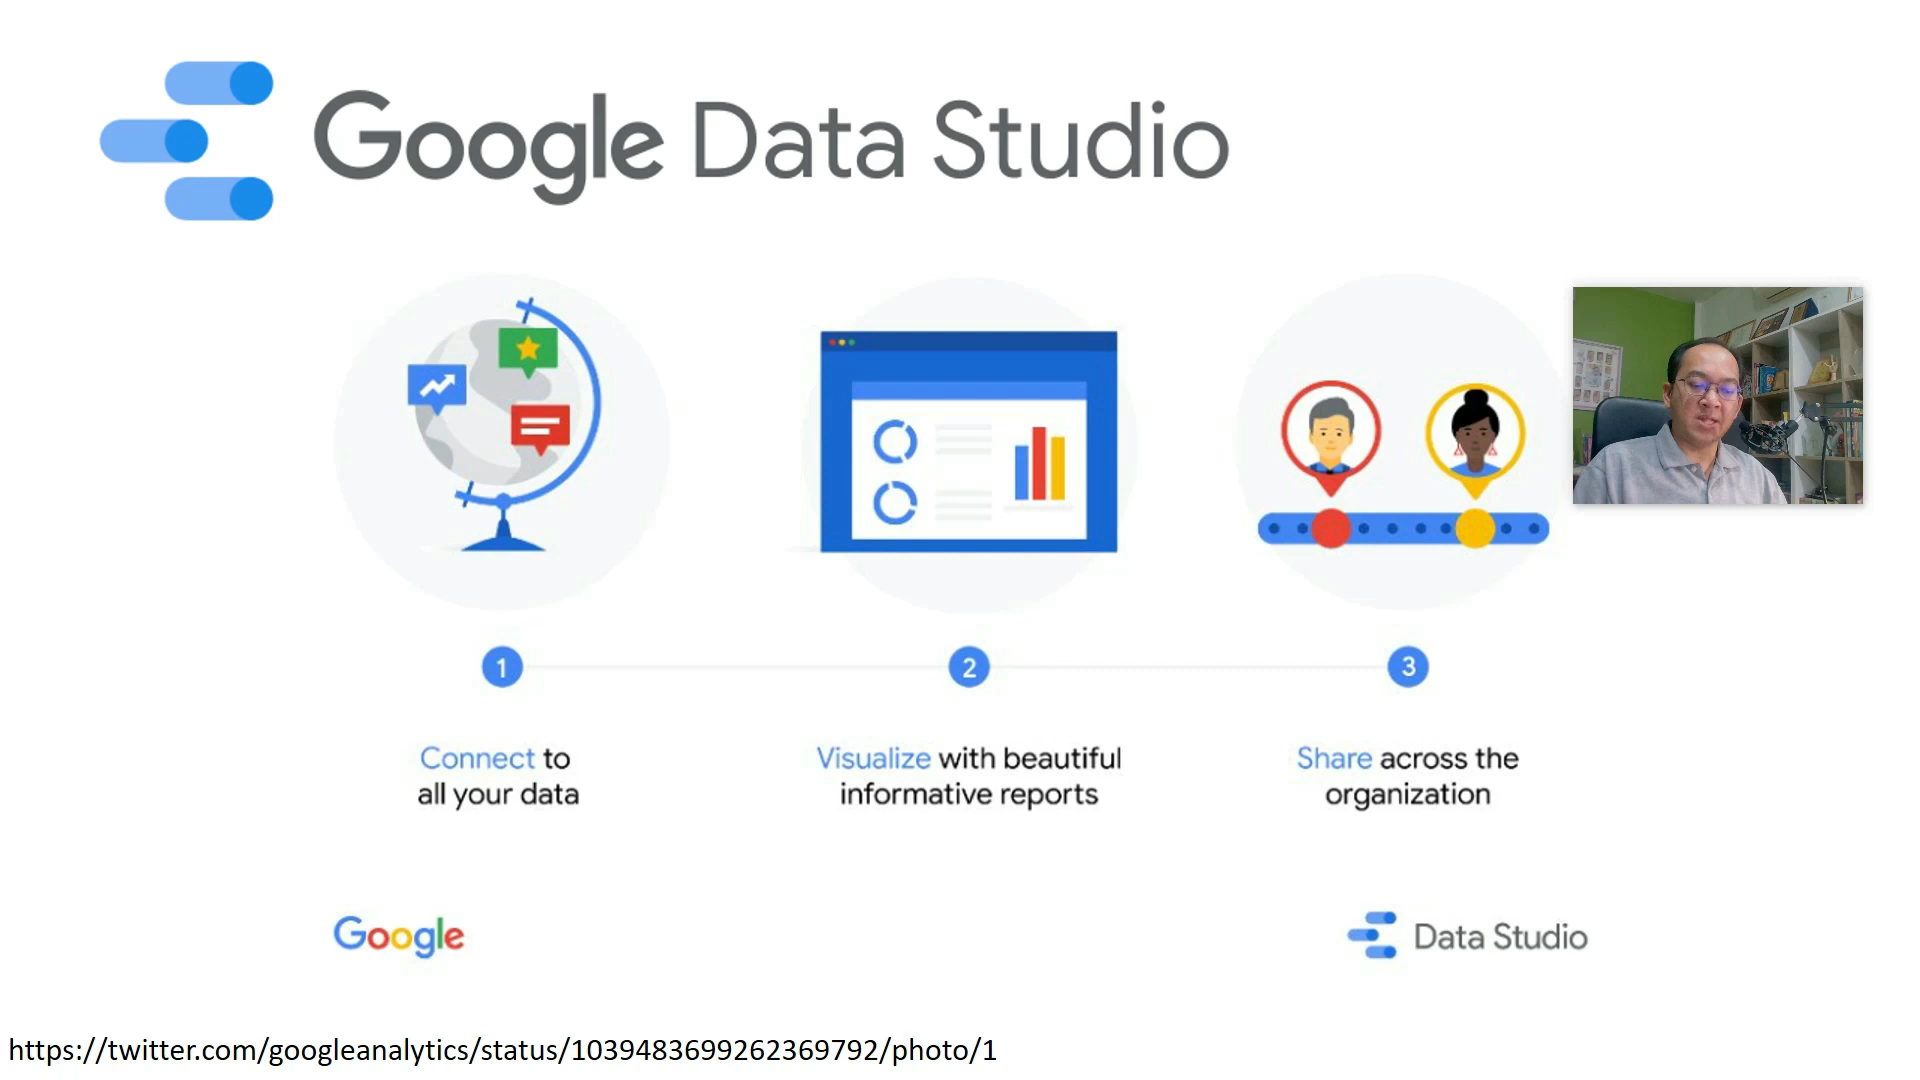 Google Data Studio
1
2
3
Connect to
all your data
Visualize with beautiful
informative reports
Share across the
organization
Google
Data Studio
https://twitter.com/googleanalytics/status/1039483699262369792/photo/1